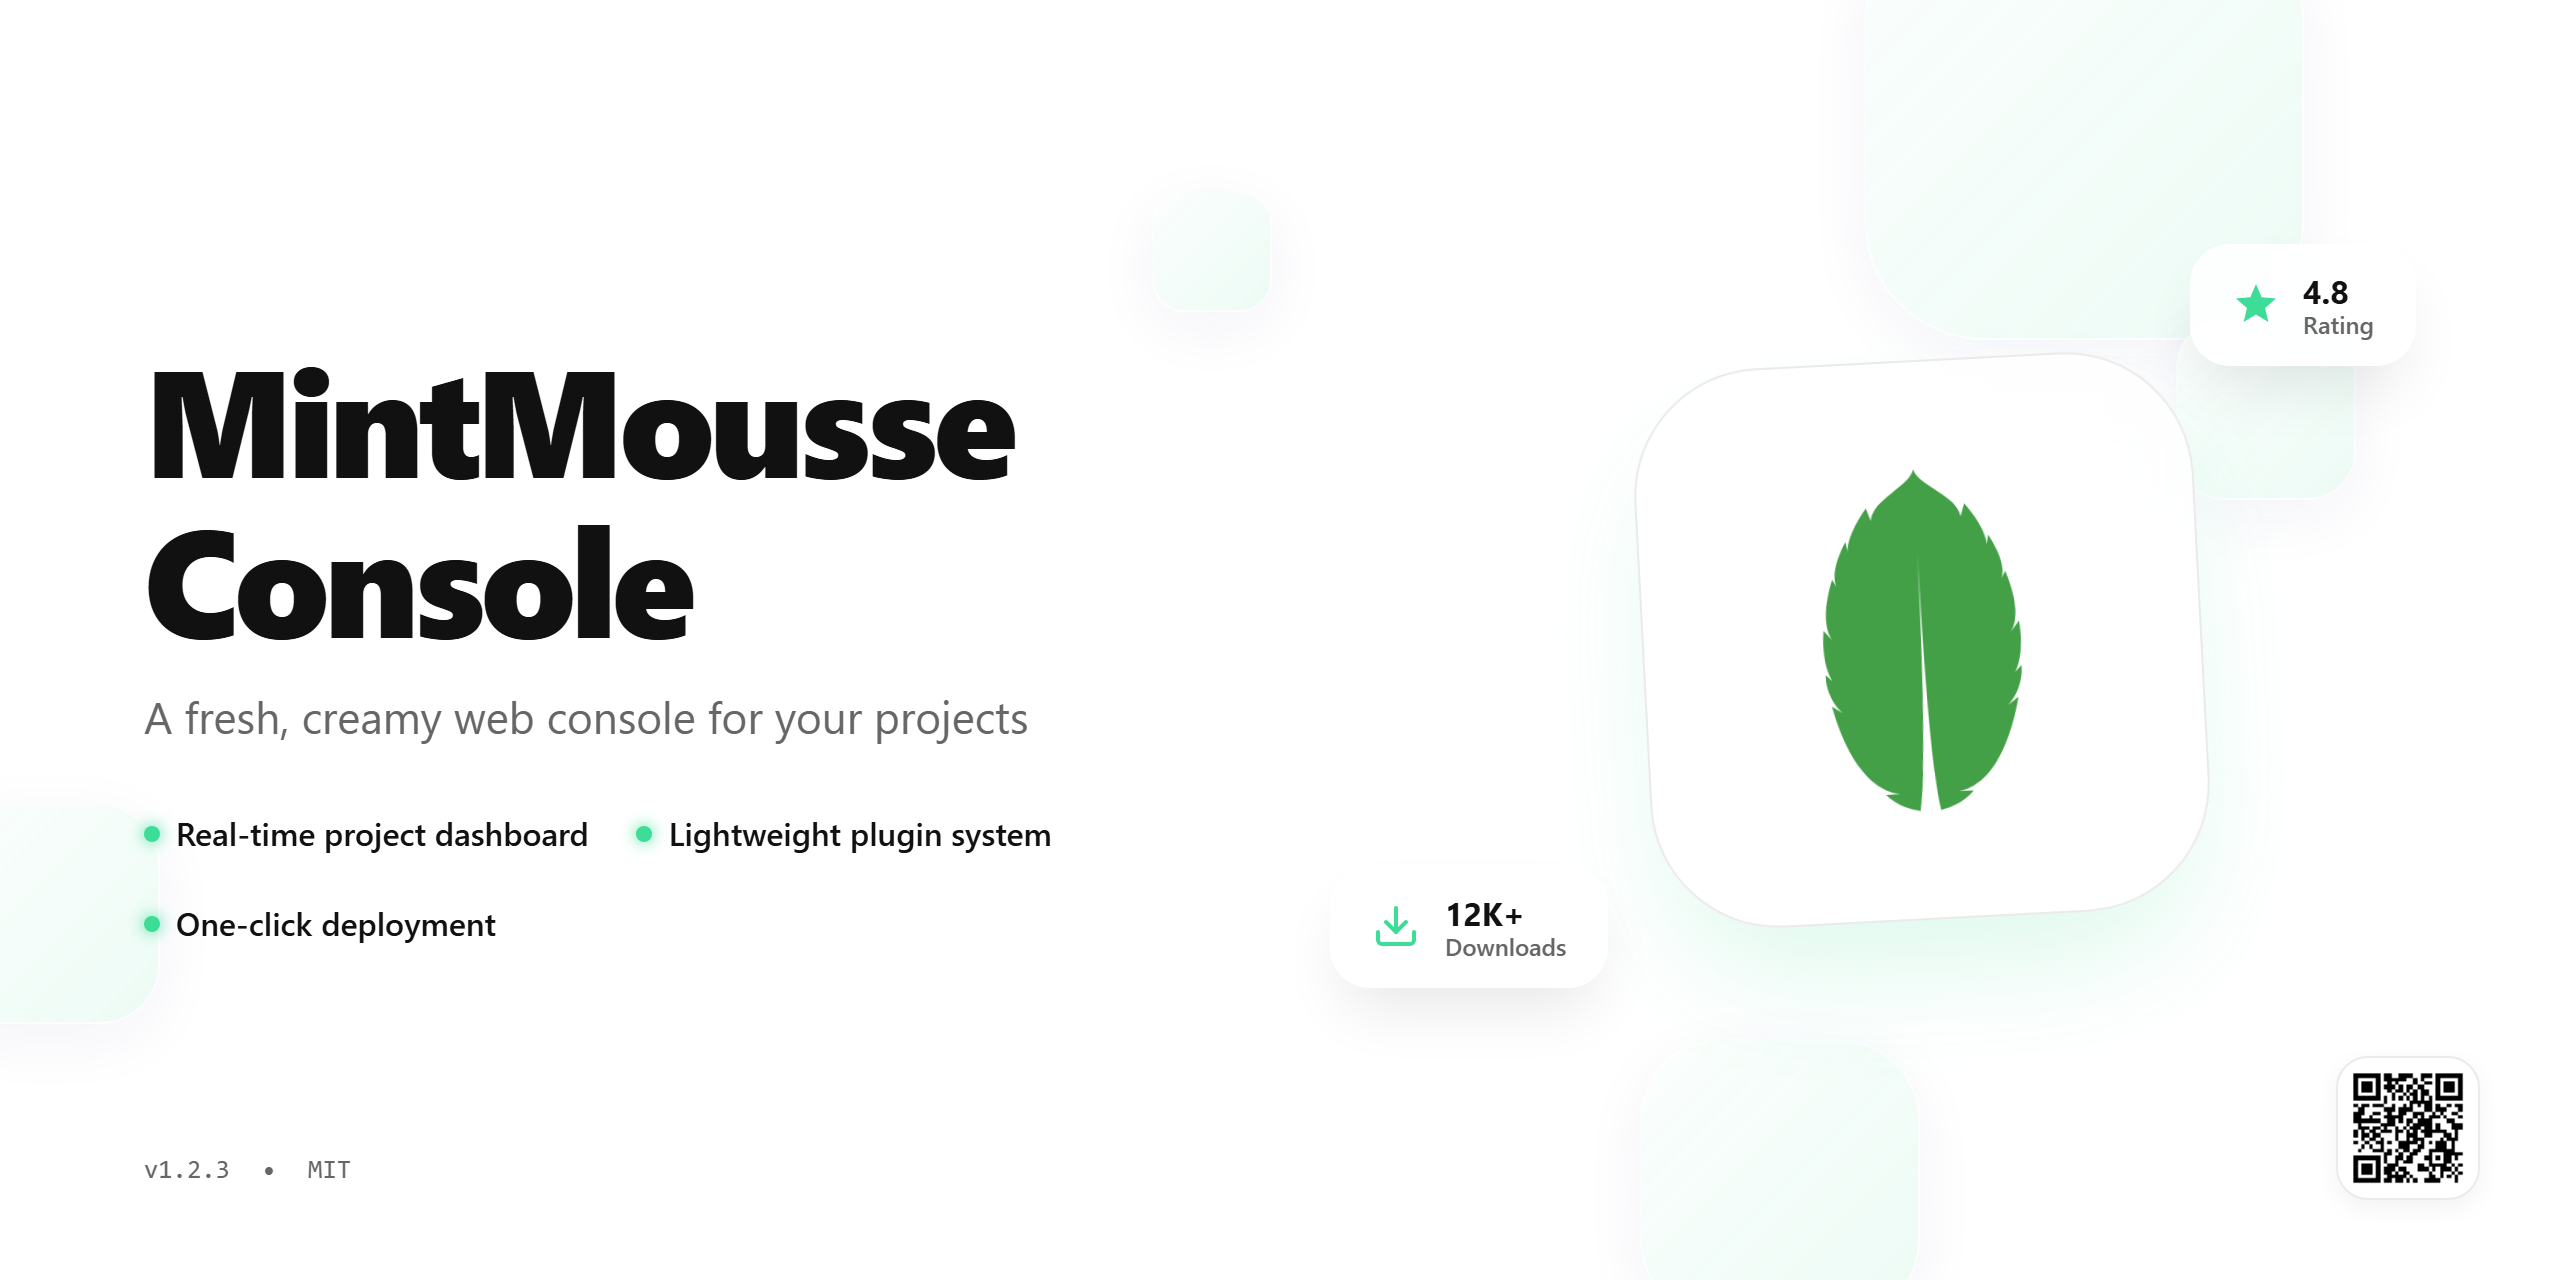 MintMousse
Console
A fresh, creamy web console for your projects
Real-time project dashboard
Lightweight plugin system
One-click deployment
4.8
Rating
12K+
Downloads
v1.2.3 • MIT